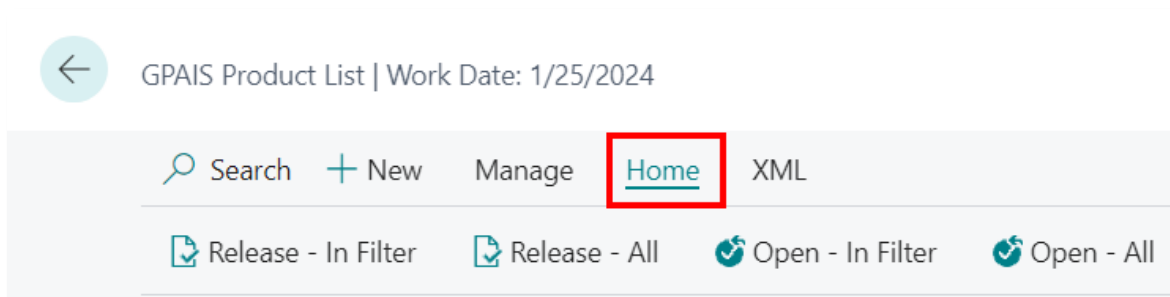 GPAIS Product List | Work Date: 1/25/2024
Search New Manage Home XML
Release - In Filter Release - All Open - In Filter Open - All